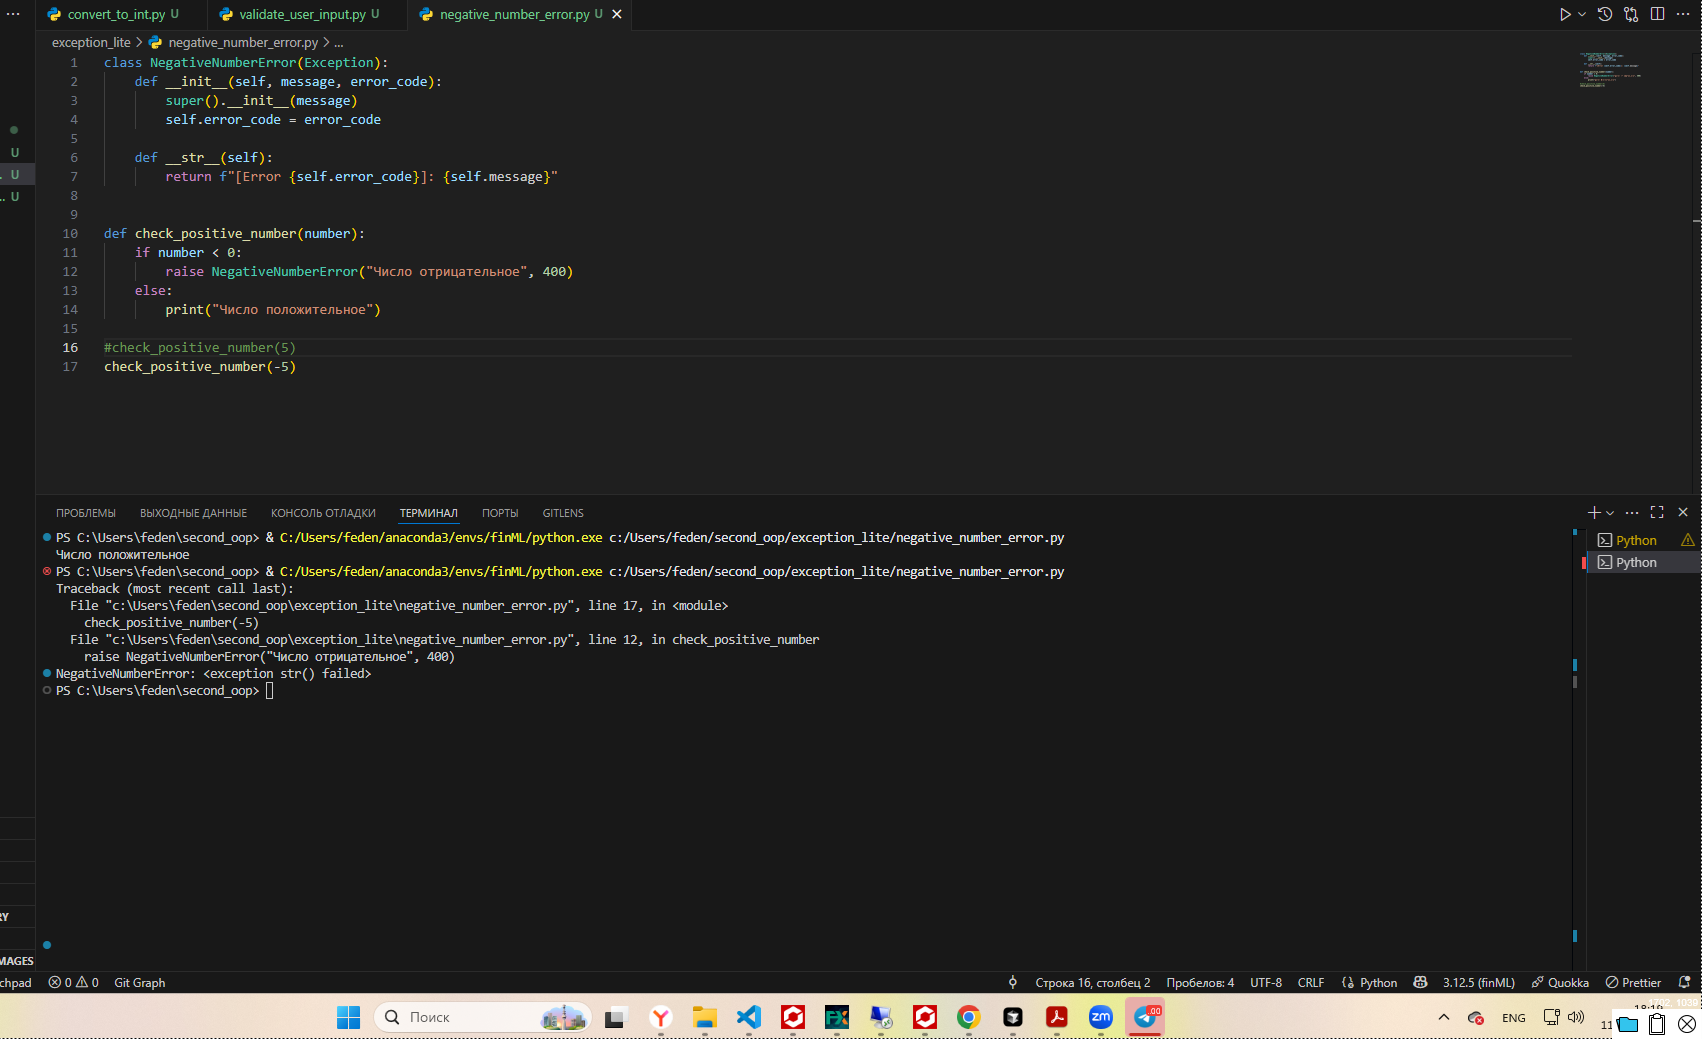 convert_to_int.py U
validate_user_input.py U
negative_number_error.py U
exception_lite > negative_number_error.py > ...
1 class NegativeNumberError(Exception):
2 def __init__(self, message, error_code):
3 super().__init__(message)
4 self.error_code = error_code
5
6 def __str__(self):
7 return f"[Error {self.error_code}]: {self.message}"
8
9
10 def check_positive_number(number):
11 if number < 0:
12 raise NegativeNumberError("Число отрицательное", 400)
13 else:
14 print("Число положительное")
15
16 #check_positive_number(5)
17 check_positive_number(-5)
U
U
U
ПРОБЛЕМЫ ВЫХОДНЫЕ ДАННЫЕ КОНСОЛЬ ОТЛАДКИ ТЕРМИНАЛ ПОРТЫ GITLENS
PS C:\Users\feden\second_oop> & C:/Users/feden/anaconda3/envs/finML/python.exe c:/Users/feden/second_oop/exception_lite/negative_number_error.py
Число положительное
PS C:\Users\feden\second_oop> & C:/Users/feden/anaconda3/envs/finML/python.exe c:/Users/feden/second_oop/exception_lite/negative_number_error.py
Traceback (most recent call last):
File "c:\Users\feden\second_oop\exception_lite\negative_number_error.py", line 17, in <module>
check_positive_number(-5)
File "c:\Users\feden\second_oop\exception_lite\negative_number_error.py", line 12, in check_positive_number
raise NegativeNumberError("Число отрицательное", 400)
NegativeNumberError: <exception str() failed>
PS C:\Users\feden\second_oop>
Python
Python
RY
MAGES
chpad 0 0 Git Graph Строка 16, столбец 2 Пробелов: 4 UTF-8 CRLF Python 3.12.5 (finML) Quokka Prettier
Поиск
FX
zm
ENG